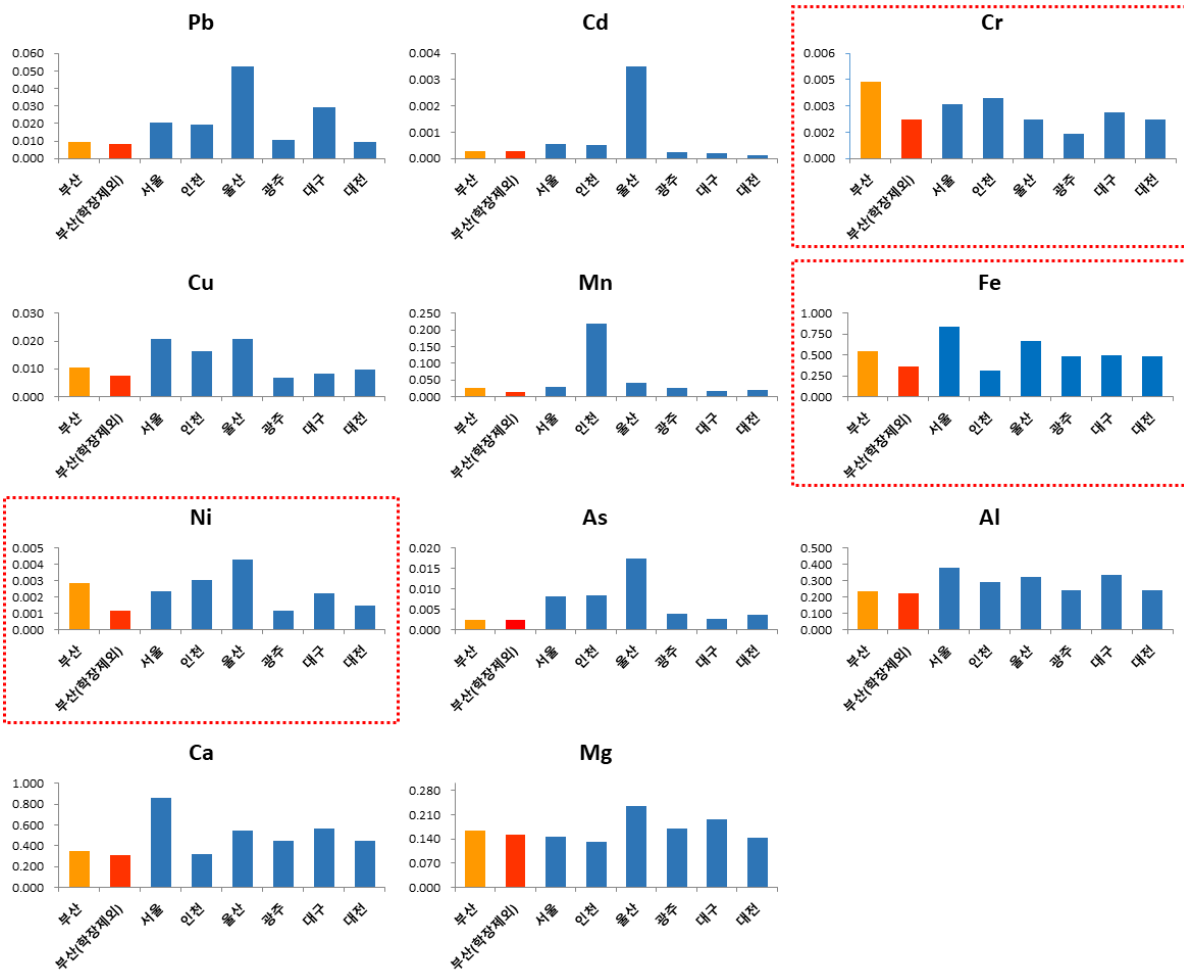 Pb
0.060
0.050
0.040
0.030
0.020
0.010
0.000
부산
부산(학장제외)
서울
인천
울산
광주
대구
대전
Cd
0.004
0.003
0.002
0.001
0.000
부산
부산(학장제외)
서울
인천
울산
광주
대구
대전
Cr
0.006
0.005
0.003
0.002
0.000
부산
부산(학장제외)
서울
인천
울산
광주
대구
대전
Cu
0.030
0.020
0.010
0.000
부산
부산(학장제외)
서울
인천
울산
광주
대구
대전
Mn
0.250
0.200
0.150
0.100
0.050
0.000
부산
부산(학장제외)
서울
인천
울산
광주
대구
대전
Fe
1.000
0.750
0.500
0.250
0.000
부산
부산(학장제외)
서울
인천
울산
광주
대구
대전
Ni
0.005
0.004
0.003
0.002
0.001
0.000
부산
부산(학장제외)
서울
인천
울산
광주
대구
대전
As
0.020
0.015
0.010
0.005
0.000
부산
부산(학장제외)
서울
인천
울산
광주
대구
대전
Al
0.500
0.400
0.300
0.200
0.100
0.000
부산
부산(학장제외)
서울
인천
울산
광주
대구
대전
Ca
1.000
0.800
0.600
0.400
0.200
0.000
부산
부산(학장제외)
서울
인천
울산
광주
대구
대전
Mg
0.280
0.210
0.140
0.070
0.000
부산
부산(학장제외)
서울
인천
울산
광주
대구
대전